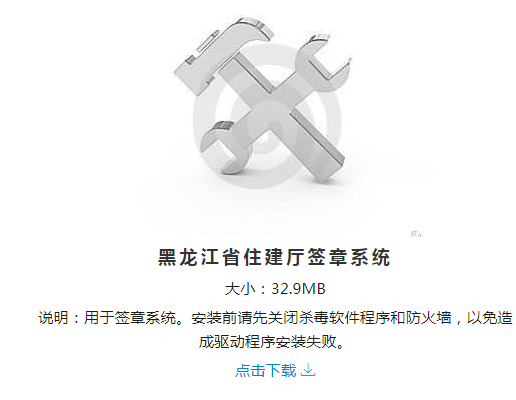 黑龙江省住建厅签章系统
大小：32.9MB
说明：用于签章系统。安装前请先关闭杀毒软件程序和防火墙，以免造
成驱动程序安装失败。
点击下载